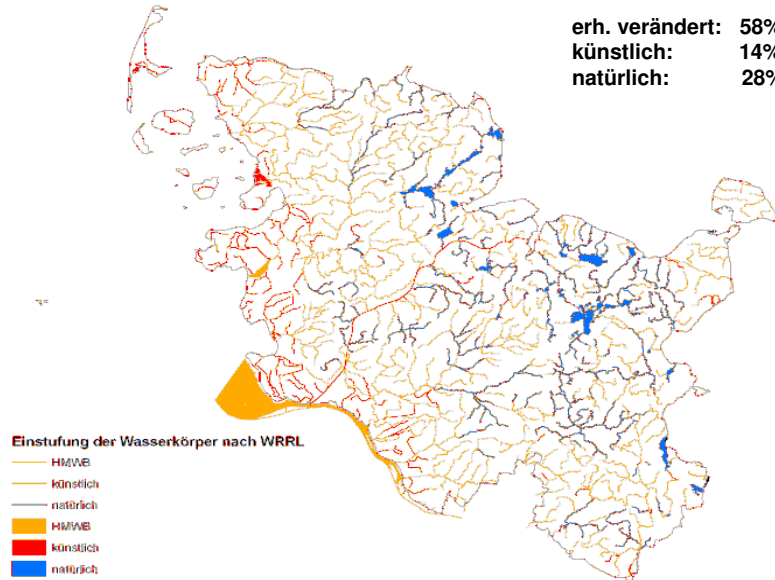 erh. verändert: 58%
künstlich: 14%
natürlich: 28%
Einstufung der Wasserkörper nach WRRL
HMWB
künstlich
natürlich
HMWB
künstlich
natürlich